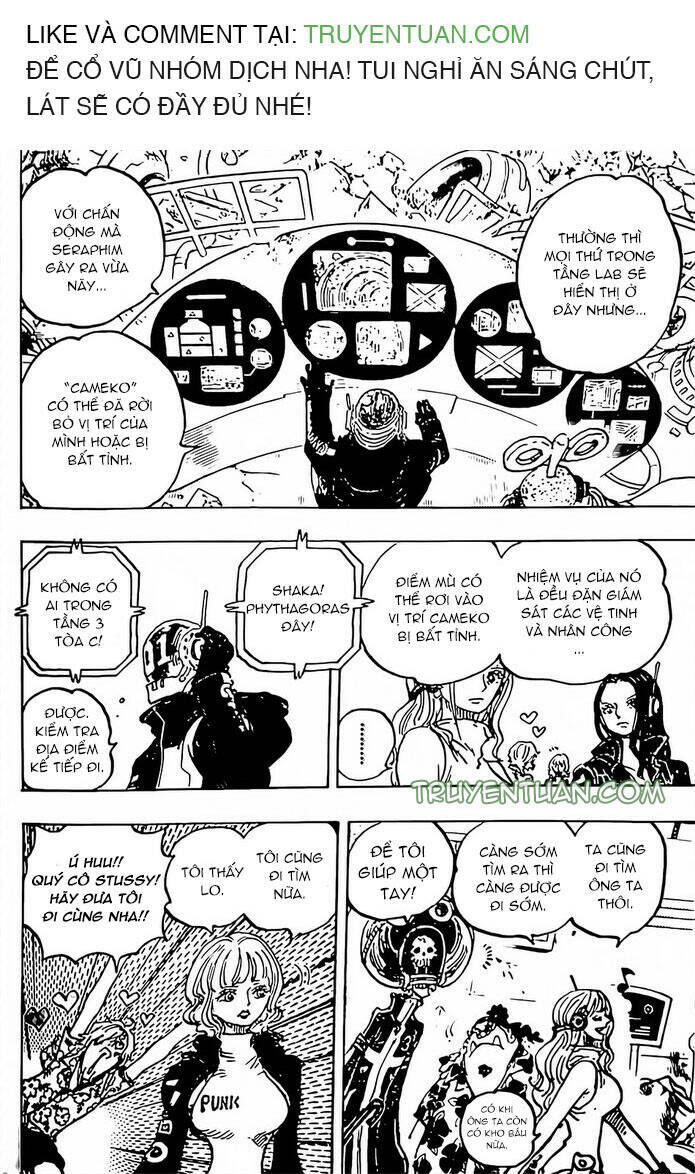 LIKE VÀ COMMENT TẠI: TRUYENTUAN.COM
ĐỂ CỔ VŨ NHÓM DỊCH NHA! TUI NGHỈ ĂN SÁNG CHÚT,
LÁT SẼ CÓ ĐẦY ĐỦ NHÉ!
VỚI CHẤN
ĐỘNG MÀ
SERAPHIM
GÂY RA VỪA
NÃY...
THƯỜNG THÌ
MỌI THỨ TRONG
TẦNG LAB SẼ
HIỂN THỊ Ở
ĐÂY NHƯNG...
"CAMEKO"
CÓ THỂ ĐÃ RỜI
BỎ VỊ TRÍ CỦA
MÌNH HOẶC BỊ
BẤT TỈNH.
KHÔNG CÓ
AI TRONG
TẦNG 3
TÒA C!
SHAKA!
PHYTHAGORAS
ĐÂY!
ĐƯỢC.
KIỂM TRA
ĐỊA ĐIỂM
KẾ TIẾP ĐI.
01
ĐIỂM MÙ CÓ
THỂ RƠI VÀO
VỊ TRÍ CAMEKO
BỊ BẤT TỈNH.
NHIỆM VỤ CỦA NÓ
LÀ ĐỀU ĐẶN GIÁM
SÁT CÁC VỆ TINH
VÀ NHÂN CÔNG
...
........
TRUYENTUAN.COM
Ú HUU!!
QUÝ CÔ STUSSY!
HÃY ĐƯA TÔI
ĐI CÙNG NHA!!
TÔI THẤY
LO.
TÔI CŨNG
ĐI TÌM
NỮA.
PUNK
ĐỂ TÔI
GIÚP MỘT
TAY!
CÀNG SỚM
TÌM RA THÌ
CÀNG ĐƯỢC
ĐI SỚM.
TA CŨNG
ĐI TÌM
ÔNG TA
THÔI.
CÓ KHI
ÔNG TA CÒN
CÓ KHO BÁU
NỮA.